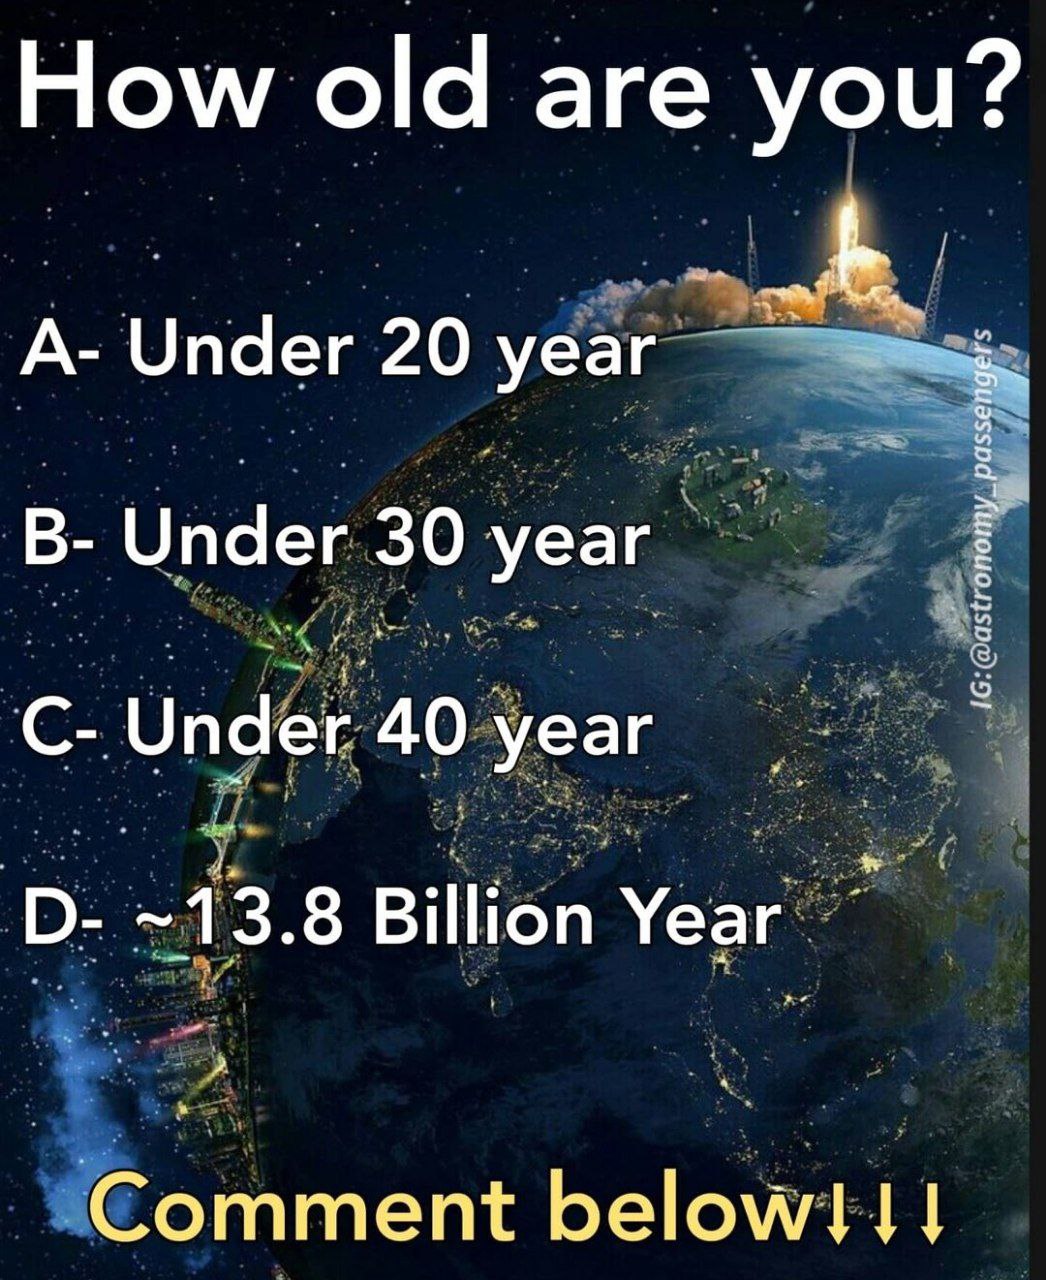 How old are you?
A- Under 20 year
B- Under 30 year
C- Under 40 year
D- ~13.8 Billion Year
IG:@astronomy_passengers
Comment below↓↓↓